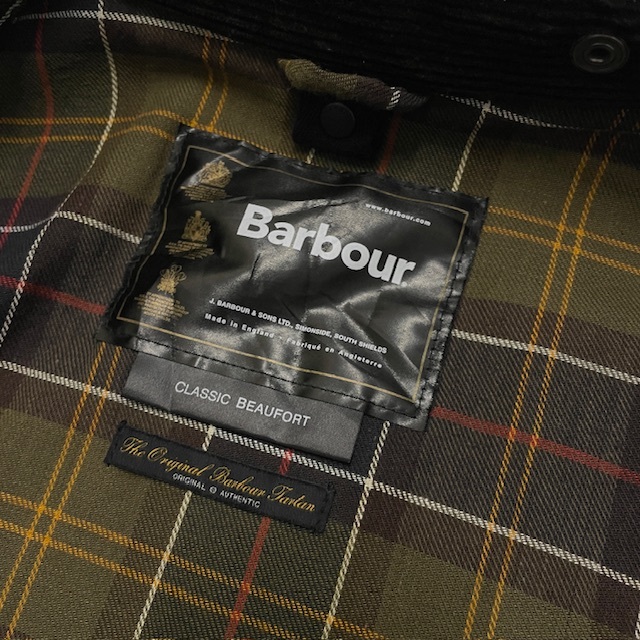 www.barbour.com
Barbour
J. BARBOUR & SONS LTD., SIMONSIDE, SOUTH SHIELDS
Made in England - Fabriqué en Angleterre
CLASSIC BEAUFORT
The Original Barbour Tartan
ORIGINAL & AUTHENTIC